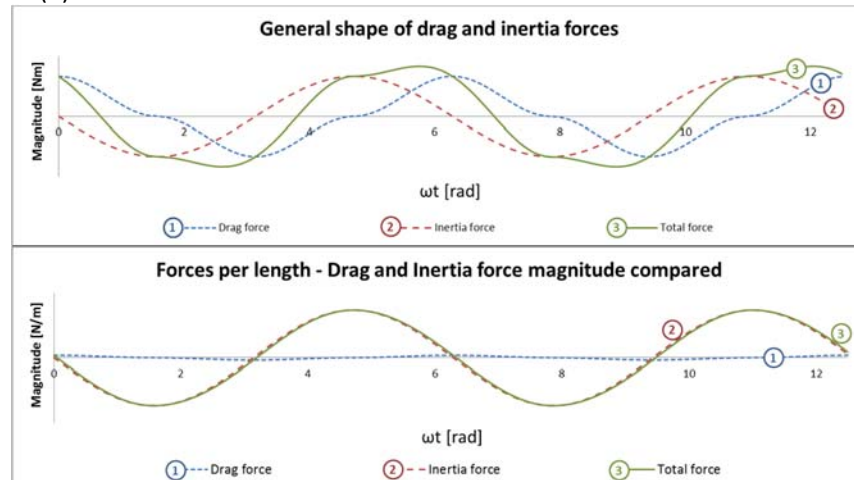 General shape of drag and inertia forces
Magnitude [Nm]
0 2 4 6 8 10 12
3
1
2
ωt [rad]
1 Drag force 2 Inertia force 3 Total force
Forces per length - Drag and Inertia force magnitude compared
Magnitude [N/m]
2
3
1
0 2 4 6 8 10 12
ωt [rad]
1 Drag force 2 Inertia force 3 Total force